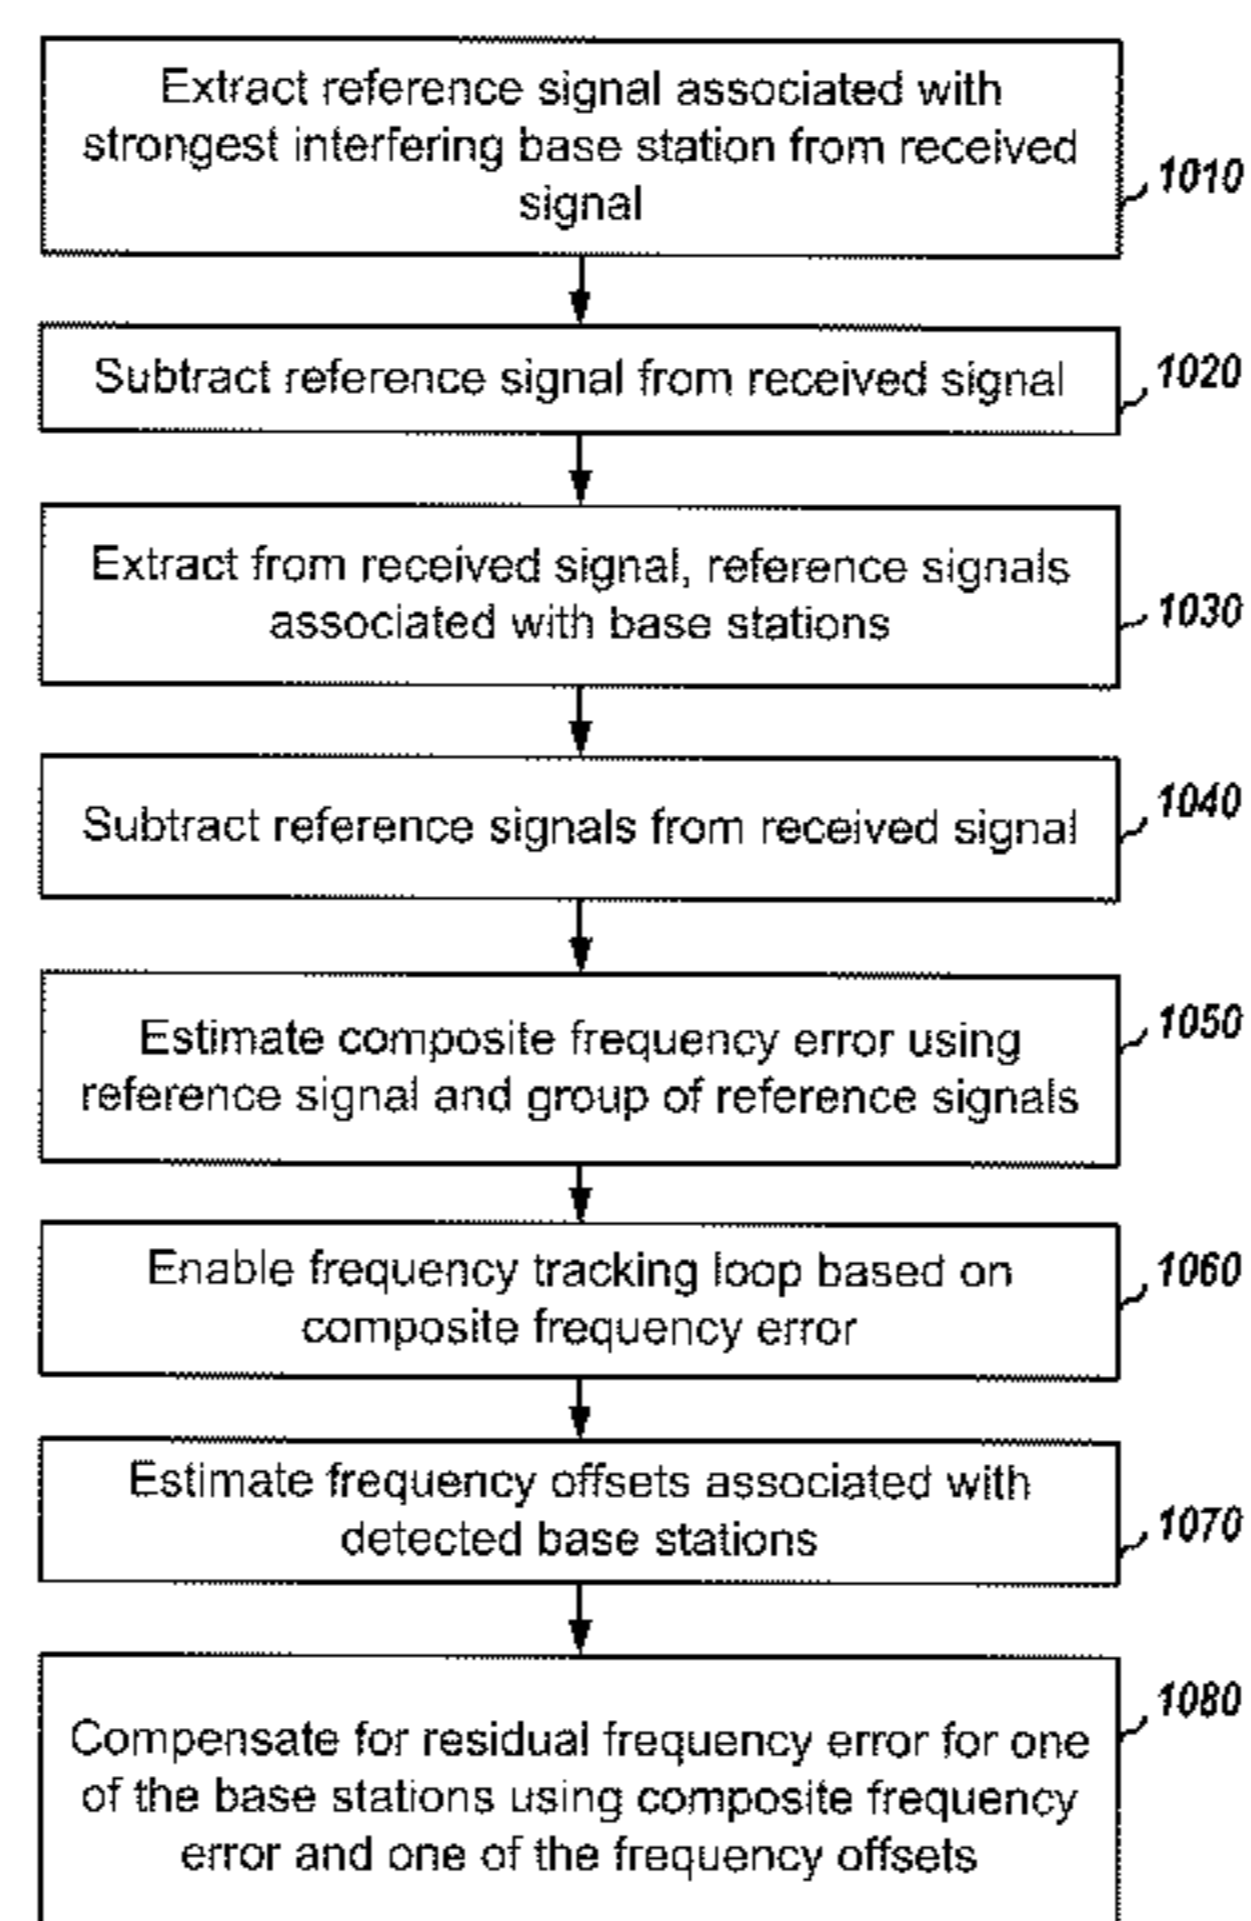 Extract reference signal associated with
strongest interfering base station from received
signal
1010
Subtract reference signal from received signal
1020
Extract from received signal, reference signals
associated with base stations
1030
Subtract reference signals from received signal
1040
Estimate composite frequency error using
reference signal and group of reference signals
1050
Enable frequency tracking loop based on
composite frequency error
1060
Estimate frequency offsets associated with
detected base stations
1070
Compensate for residual frequency error for one
of the base stations using composite frequency
error and one of the frequency offsets
1080